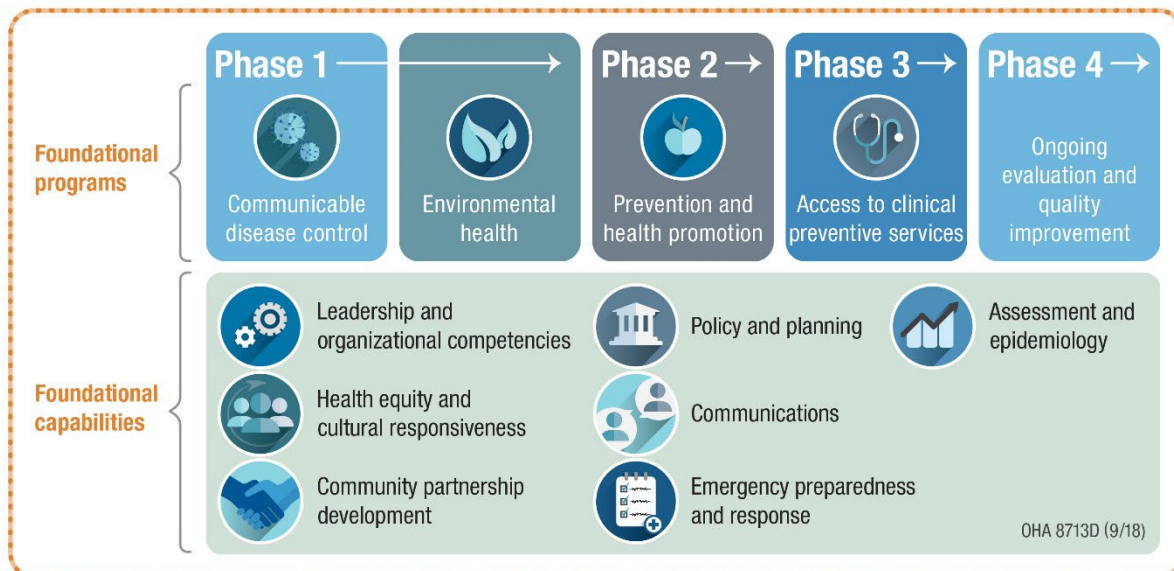 Foundational
programs
Phase 1
Communicable
disease control
Environmental
health
Phase 2
Prevention and
health promotion
Phase 3
Access to clinical
preventive services
Phase 4
Ongoing
evaluation and
quality
improvement
Foundational
capabilities
Leadership and
organizational competencies
Health equity and
cultural responsiveness
Community partnership
development
Policy and planning
Communications
Emergency preparedness
and response
Assessment and
epidemiology
OHA 8713D (9/18)